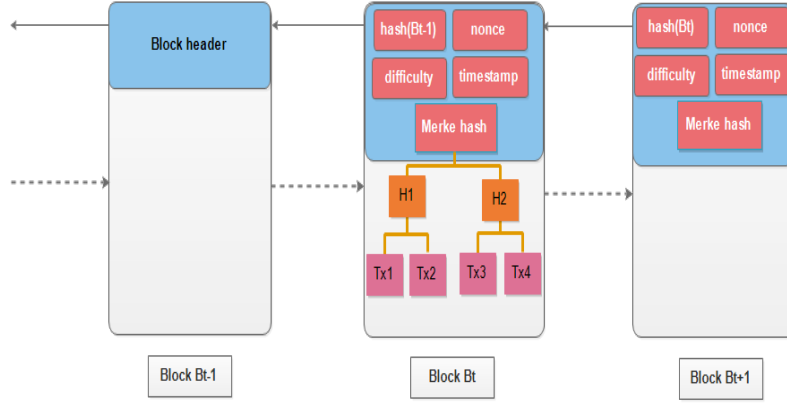 Block header
hash(Bt-1)
nonce
difficulty
timestamp
Merke hash
H1
H2
Tx1
Tx2
Tx3
Tx4
hash(Bt)
nonce
difficulty
timestamp
Merke hash
Block Bt-1
Block Bt
Block Bt+1